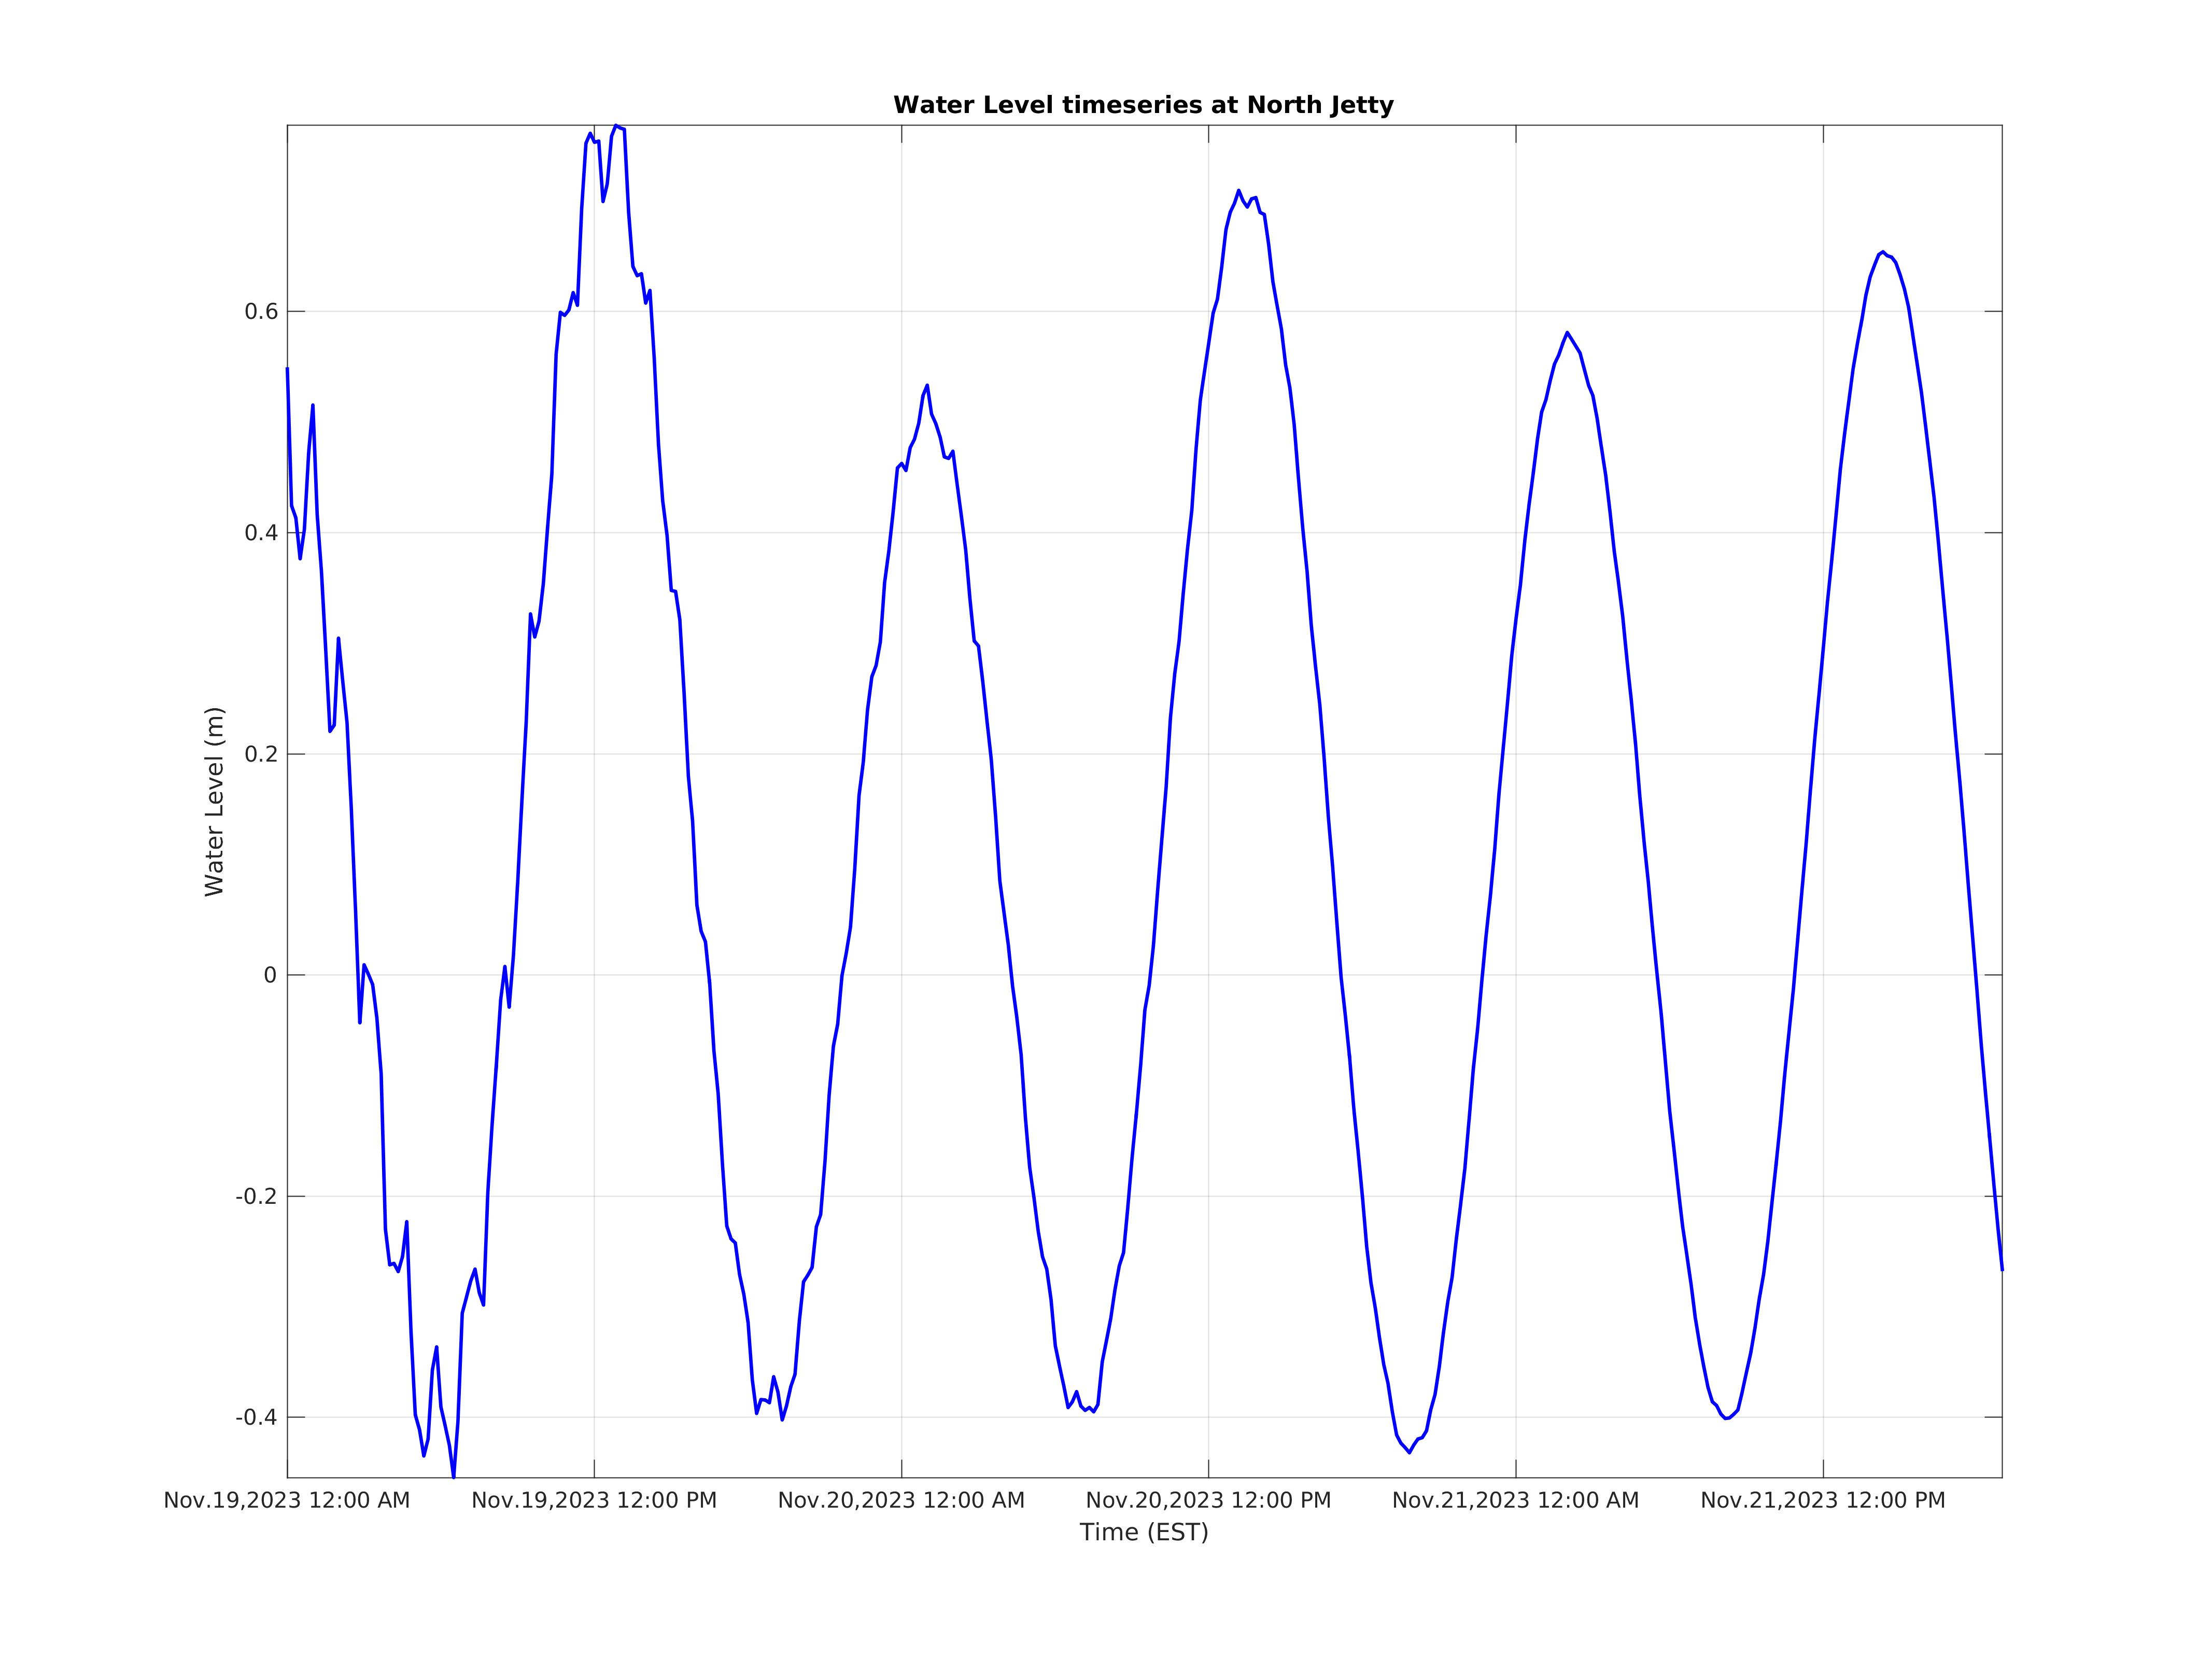 Water Level timeseries at North Jetty
Water Level (m)
0.6
0.4
0.2
0
-0.2
-0.4
Nov.19,2023 12:00 AM
Nov.19,2023 12:00 PM
Nov.20,2023 12:00 AM
Nov.20,2023 12:00 PM
Nov.21,2023 12:00 AM
Nov.21,2023 12:00 PM
Time (EST)